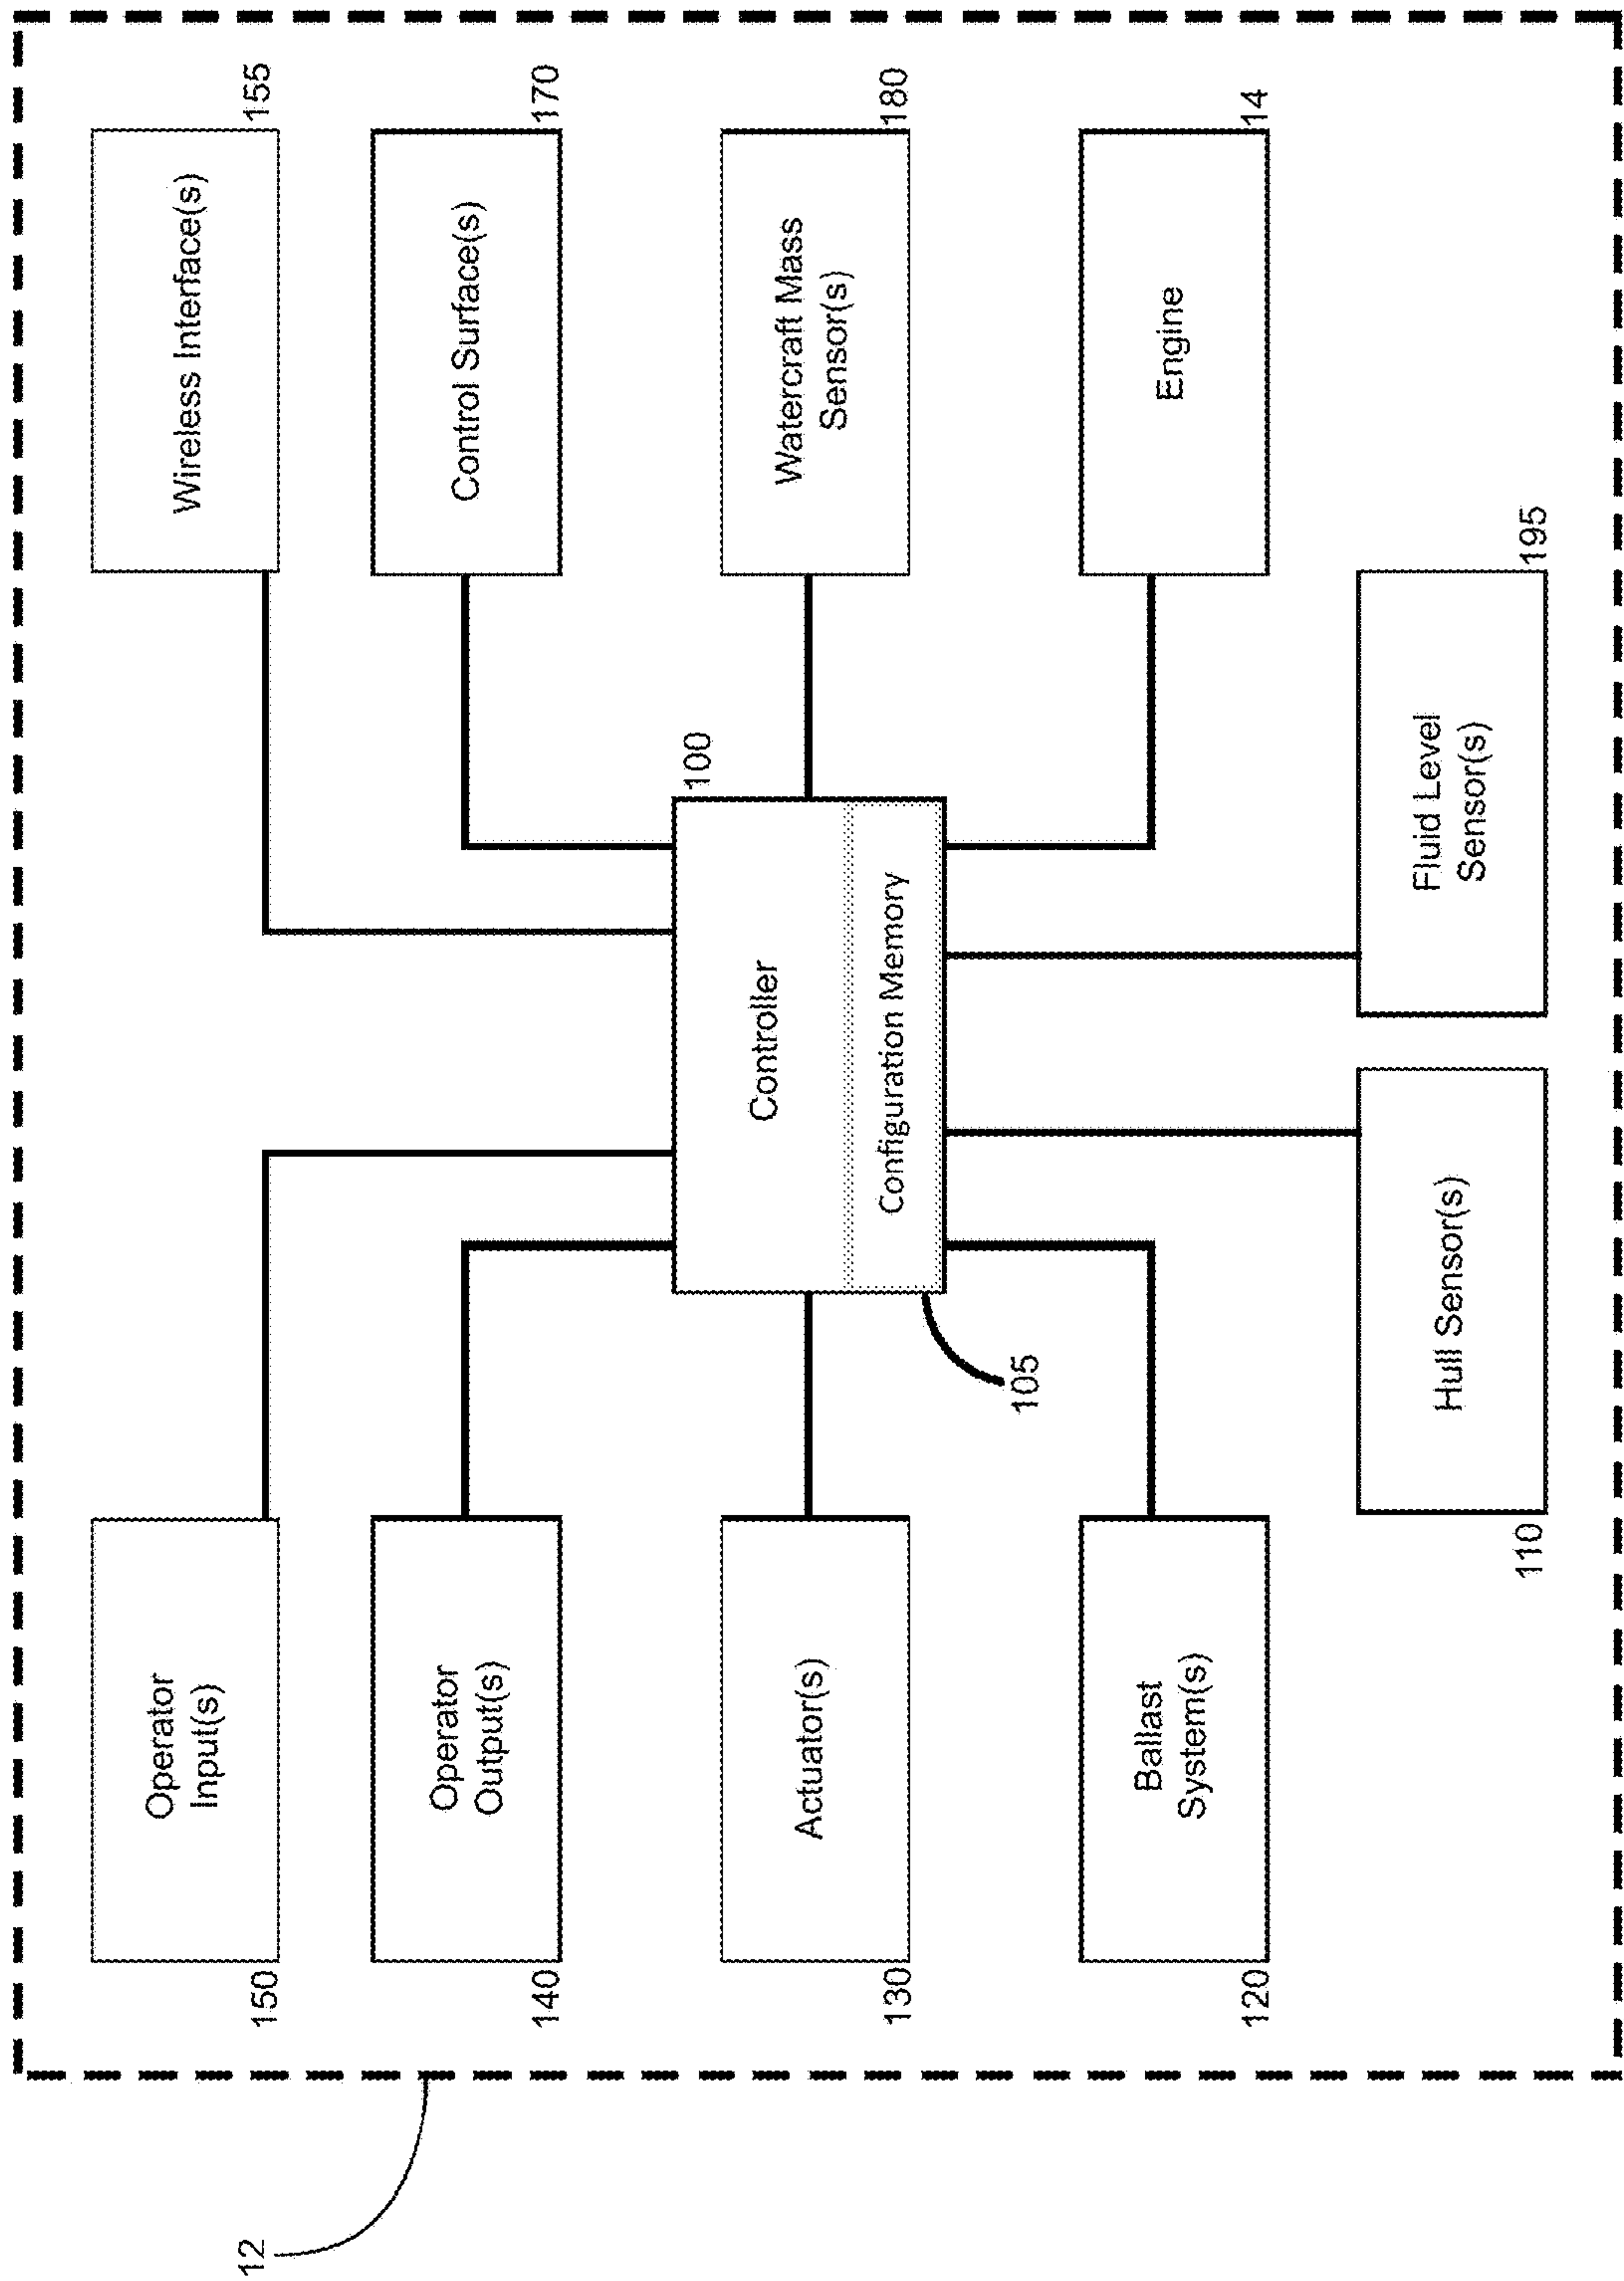 12
150
Operator
Input(s)
Wireless Interface(s)
155
140
Operator
Output(s)
Control Surface(s)
170
100
130
Actuator(s)
Controller
Configuration Memory
105
Watercraft Mass
Sensor(s)
180
120
Ballast
System(s)
Engine
14
110
Hull Sensor(s)
Fluid Level
Sensor(s)
195